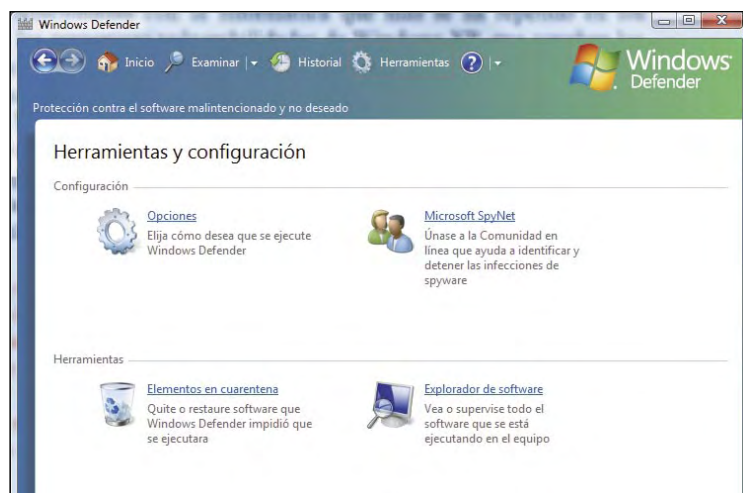 Windows Defender
Inicio Examinar Historial Herramientas ?
Windows Defender
Protección contra el software malintencionado y no deseado
Herramientas y configuración
Configuración
Opciones
Elija cómo desea que se ejecute
Windows Defender
Microsoft SpyNet
Únase a la Comunidad en
línea que ayuda a identificar y
detener las infecciones de
spyware
Herramientas
Elementos en cuarentena
Quite o restaure software que
Windows Defender impidió que
se ejecutara
Explorador de software
Vea o supervise todo el
software que se está
ejecutando en el equipo